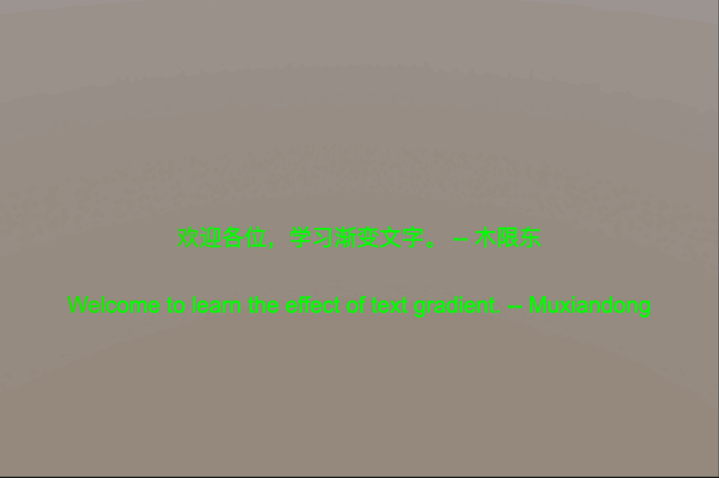 欢迎各位，学习渐变文字。 -- 木限东
Welcome to learn the effect of text gradient. -- Muxiandong